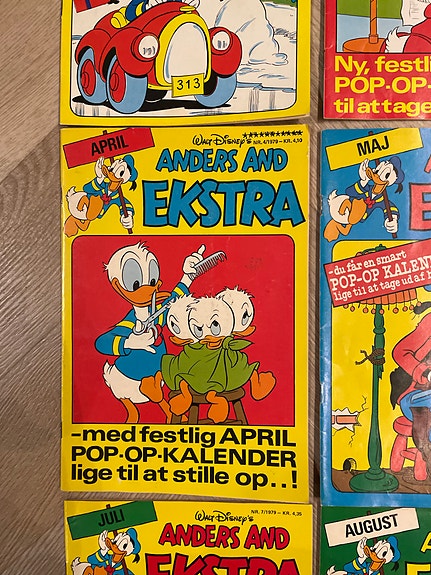 313
Ny, festli
POP-OP-
til at tage
APRIL
WALT DISNEY'S
NR. 4/1979 – KR. 4,10
ANDERS AND
EKSTRA
-med festlig APRIL
POP-OP-KALENDER
lige til at stille op..!
MAJ
A
E
-du får en smart
POP-OP KALEN
lige til at tage ud af b
JULI
WALT DISNEY'S
NR. 7/1979 – KR. 4,35
ANDERS AND
EKSTRA
AUGUST